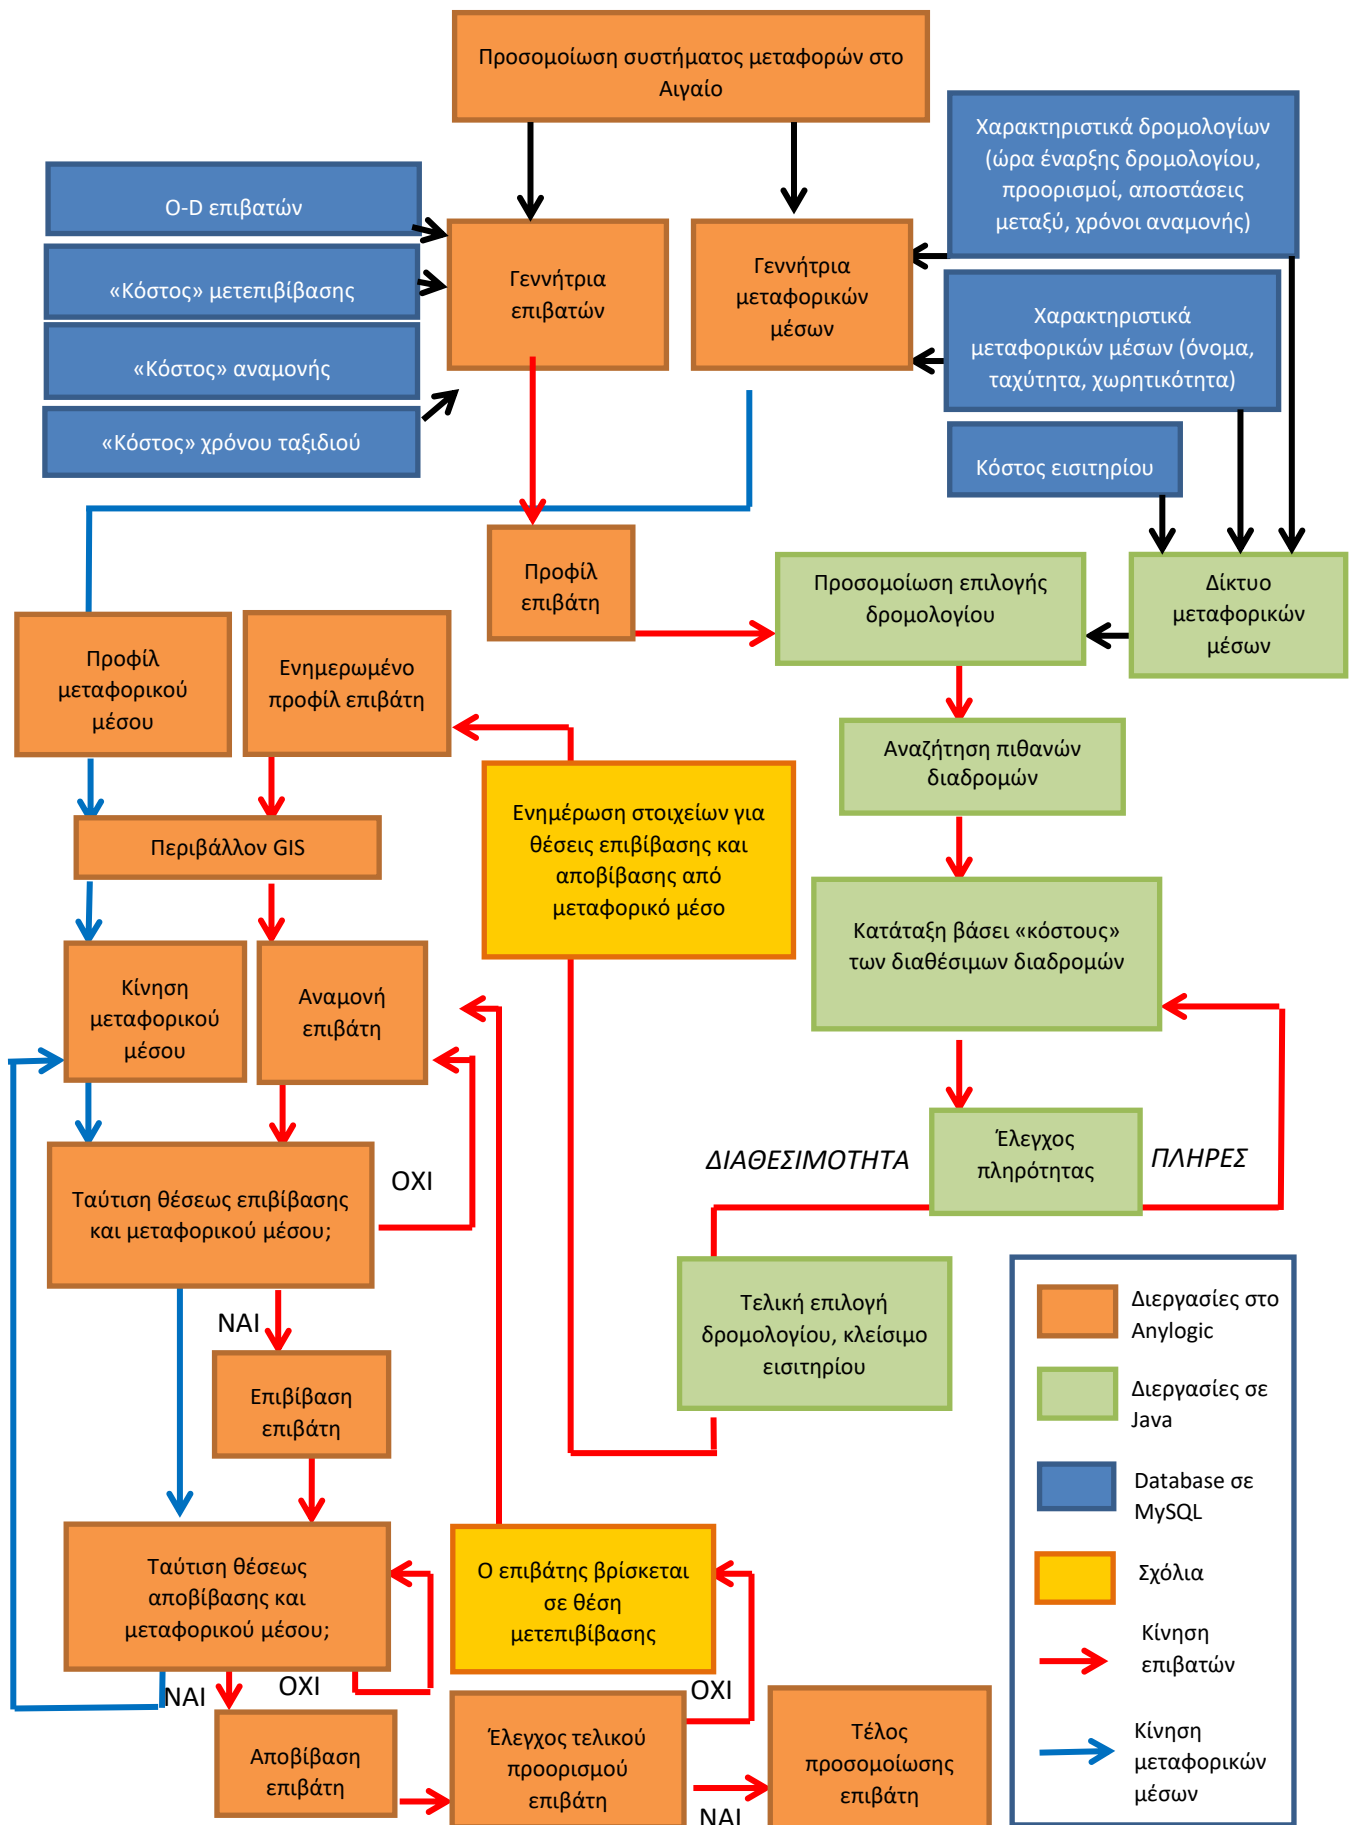 Προσομοίωση συστήματος μεταφορών στο
Αιγαίο
Χαρακτηριστικά δρομολογίων
(ώρα έναρξης δρομολογίου,
προορισμοί, αποστάσεις
μεταξύ, χρόνοι αναμονής)
O-D επιβατών
«Κόστος» μετεπιβίβασης
«Κόστος» αναμονής
«Κόστος» χρόνου ταξιδιού
Γεννήτρια
επιβατών
Γεννήτρια
μεταφορικών
μέσων
Χαρακτηριστικά
μεταφορικών μέσων (όνομα,
ταχύτητα, χωρητικότητα)
Κόστος εισιτηρίου
Προφίλ
επιβάτη
Προσομοίωση επιλογής
δρομολογίου
Δίκτυο
μεταφορικών
μέσων
Προφίλ
μεταφορικού
μέσου
Ενημερωμένο
προφίλ επιβάτη
Αναζήτηση πιθανών
διαδρομών
Περιβάλλον GIS
Ενημέρωση στοιχείων για
θέσεις επιβίβασης και
αποβίβασης από
μεταφορικό μέσο
Κατάταξη βάσει «κόστους»
των διαθέσιμων διαδρομών
Κίνηση
μεταφορικού
μέσου
Αναμονή
επιβάτη
Έλεγχος
πληρότητας
ΔΙΑΘΕΣΙΜΟΤΗΤΑ
ΠΛΗΡΕΣ
Ταύτιση θέσεως επιβίβασης
και μεταφορικού μέσου;
ΟΧΙ
ΝΑΙ
Τελική επιλογή
δρομολογίου, κλείσιμο
εισιτηρίου
Επιβίβαση
επιβάτη
Ταύτιση θέσεως
αποβίβασης και
μεταφορικού μέσου;
Ο επιβάτης βρίσκεται
σε θέση
μετεπιβίβασης
ΝΑΙ
ΟΧΙ
ΟΧΙ
Αποβίβαση
επιβάτη
Έλεγχος τελικού
προορισμού
επιβάτη
ΝΑΙ
Τέλος
προσομοίωσης
επιβάτη
Διεργασίες στο
Anylogic
Διεργασίες σε
Java
Database σε
MySQL
Σχόλια
Κίνηση
επιβατών
Κίνηση
μεταφορικών
μέσων